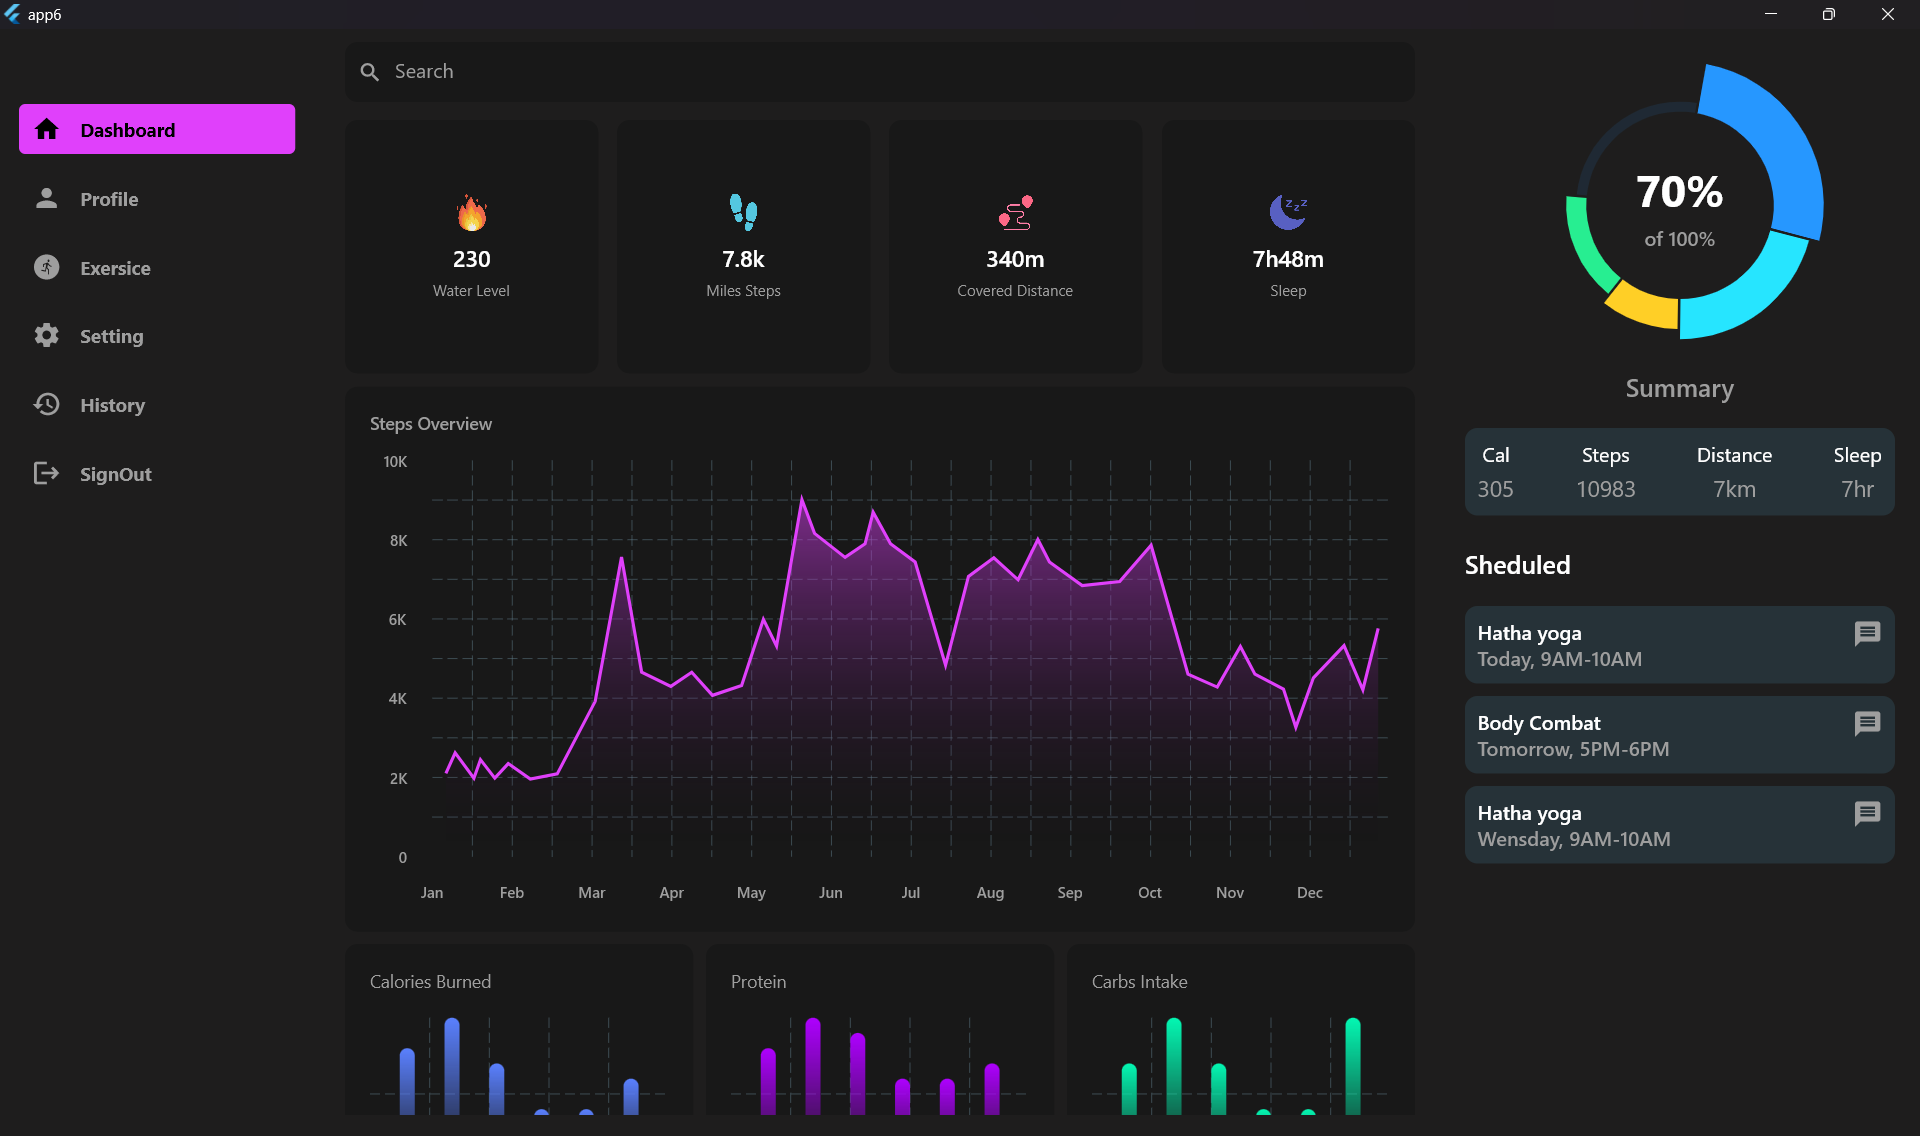 app6
Dashboard
Profile
Exersice
Setting
History
SignOut
Search
230
Water Level
7.8k
Miles Steps
340m
Covered Distance
zzz
7h48m
Sleep
Steps Overview
10K
8K
6K
4K
2K
0
Jan Feb Mar Apr May Jun Jul Aug Sep Oct Nov Dec
Calories Burned
Protein
Carbs Intake
70%
of 100%
Summary
Cal Steps Distance Sleep
305 10983 7km 7hr
Sheduled
Hatha yoga
Today, 9AM-10AM
Body Combat
Tomorrow, 5PM-6PM
Hatha yoga
Wensday, 9AM-10AM